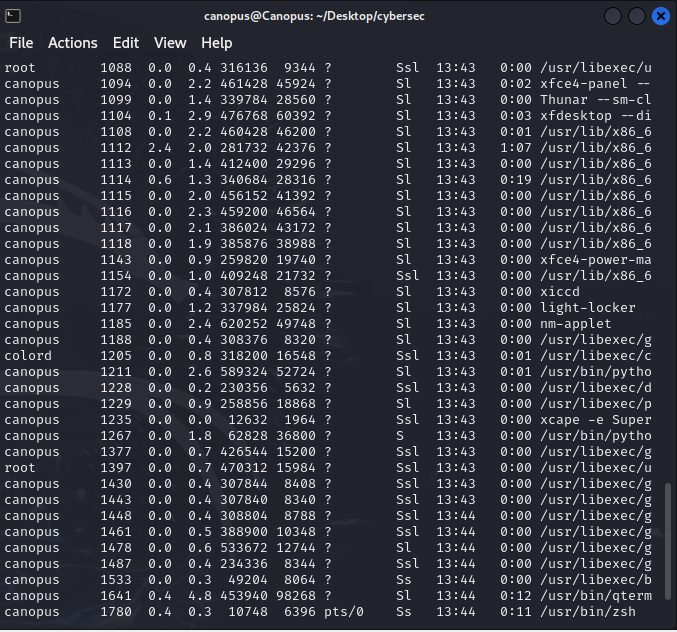 canopus@Canopus: ~/Desktop/cybersec
File Actions Edit View Help
root 1088 0.0 0.4 316136 9344 ? Ssl 13:43 0:00 /usr/libexec/u
canopus 1094 0.0 2.2 461428 45924 ? Sl 13:43 0:02 xfce4-panel --
canopus 1099 0.0 1.4 339784 28560 ? Sl 13:43 0:00 Thunar --sm-cl
canopus 1104 0.1 2.9 476768 60392 ? Sl 13:43 0:03 xfdesktop --di
canopus 1108 0.0 2.2 460428 46200 ? Sl 13:43 0:01 /usr/lib/x86_6
canopus 1112 2.4 2.0 281732 42376 ? Sl 13:43 1:07 /usr/lib/x86_6
canopus 1113 0.0 1.4 412400 29296 ? Sl 13:43 0:00 /usr/lib/x86_6
canopus 1114 0.6 1.3 340684 28316 ? Sl 13:43 0:19 /usr/lib/x86_6
canopus 1115 0.0 2.0 456152 41392 ? Sl 13:43 0:00 /usr/lib/x86_6
canopus 1116 0.0 2.3 459200 46564 ? Sl 13:43 0:00 /usr/lib/x86_6
canopus 1117 0.0 2.1 386024 43172 ? Sl 13:43 0:00 /usr/lib/x86_6
canopus 1118 0.0 1.9 385876 38988 ? Sl 13:43 0:00 /usr/lib/x86_6
canopus 1143 0.0 0.9 259820 19740 ? Sl 13:43 0:00 xfce4-power-ma
canopus 1154 0.0 1.0 409248 21732 ? Ssl 13:43 0:00 /usr/lib/x86_6
canopus 1172 0.0 0.4 307812 8576 ? Sl 13:43 0:00 xiccd
canopus 1177 0.0 1.2 337984 25824 ? Sl 13:43 0:00 light-locker
canopus 1185 0.0 2.4 620252 49748 ? Sl 13:43 0:00 nm-applet
canopus 1188 0.0 0.4 308376 8320 ? Sl 13:43 0:00 /usr/libexec/g
colord 1205 0.0 0.8 318200 16548 ? Ssl 13:43 0:01 /usr/libexec/c
canopus 1211 0.0 2.6 589324 52724 ? Sl 13:43 0:01 /usr/bin/pytho
canopus 1228 0.0 0.2 230356 5632 ? Ssl 13:43 0:00 /usr/libexec/d
canopus 1229 0.0 0.9 258856 18868 ? Sl 13:43 0:00 /usr/libexec/p
canopus 1235 0.0 0.0 12632 1964 ? Ssl 13:43 0:00 xcape -e Super
canopus 1267 0.0 1.8 62828 36800 ? S 13:43 0:00 /usr/bin/pytho
canopus 1377 0.0 0.7 426544 15200 ? Ssl 13:43 0:00 /usr/libexec/g
root 1397 0.0 0.7 470312 15984 ? Ssl 13:43 0:00 /usr/libexec/u
canopus 1430 0.0 0.4 307844 8408 ? Ssl 13:43 0:00 /usr/libexec/g
canopus 1443 0.0 0.4 307840 8340 ? Ssl 13:43 0:00 /usr/libexec/g
canopus 1448 0.0 0.4 308804 8788 ? Ssl 13:44 0:00 /usr/libexec/g
canopus 1461 0.0 0.5 388900 10348 ? Ssl 13:44 0:00 /usr/libexec/g
canopus 1478 0.0 0.6 533672 12744 ? Sl 13:44 0:00 /usr/libexec/g
canopus 1487 0.0 0.4 234336 8344 ? Ssl 13:44 0:00 /usr/libexec/g
canopus 1533 0.0 0.3 49204 8064 ? Ss 13:44 0:00 /usr/libexec/b
canopus 1641 0.4 4.8 453940 98268 ? Sl 13:44 0:12 /usr/bin/qterm
canopus 1780 0.4 0.3 10748 6396 pts/0 Ss 13:44 0:11 /usr/bin/zsh